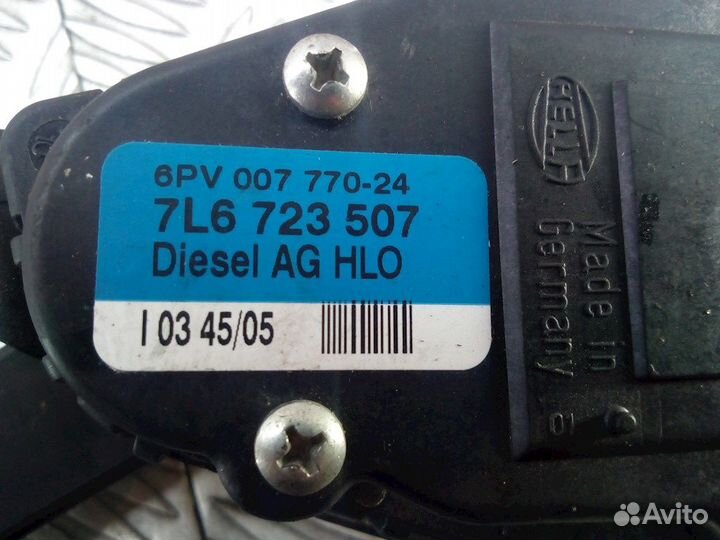 6PV 007 770-24
7L6 723 507
Diesel AG HLO
I 03 45/05
HELLA
Made in
Germany
Avito